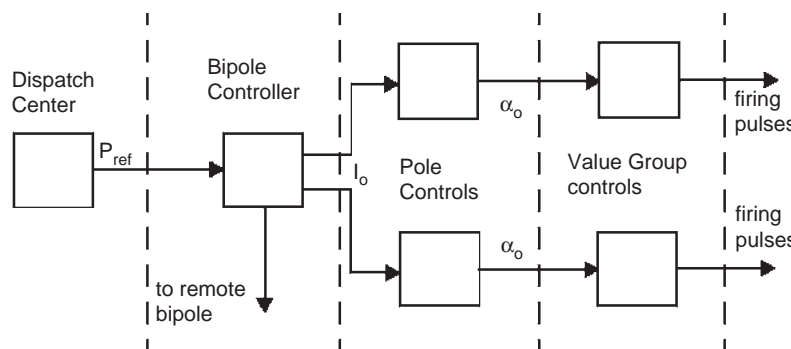 Dispatch
Center
Bipole
Controller
P_ref
I_o
α_o
firing
pulses
Pole
Controls
Value Group
controls
α_o
firing
pulses
to remote
bipole